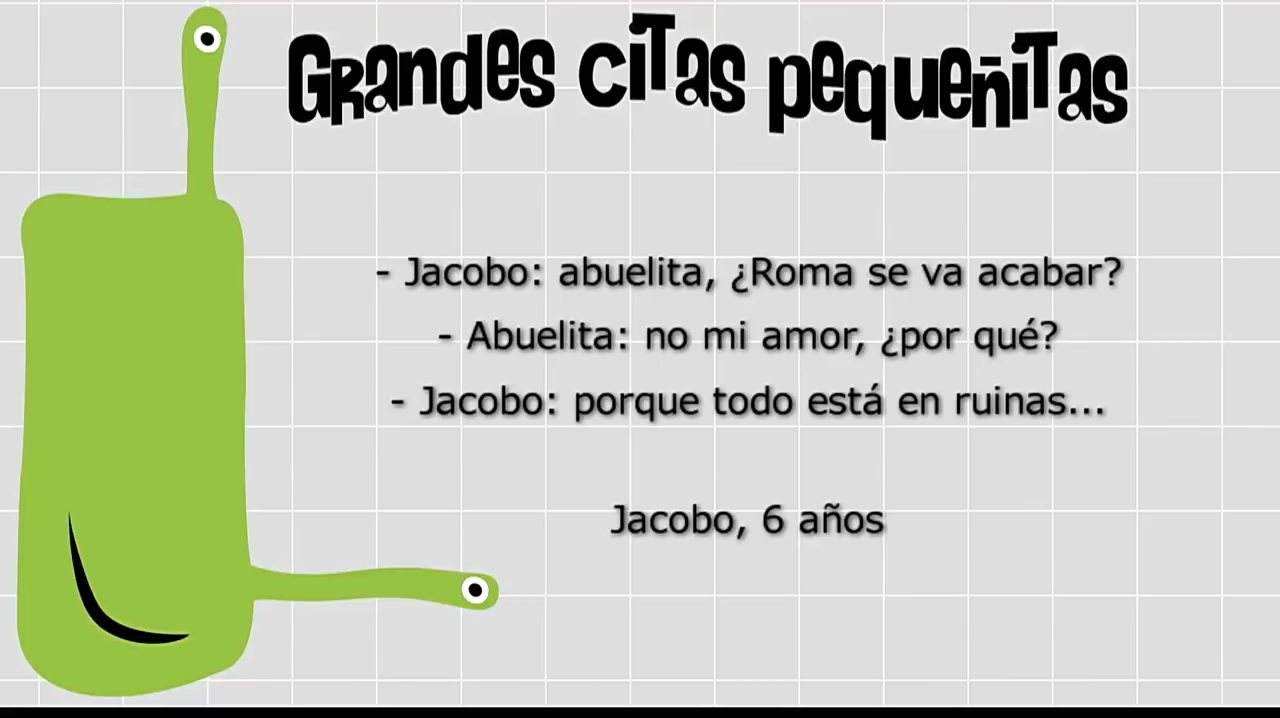 Grandes citas pequeñitas
- Jacobo: abuelita, ¿Roma se va acabar?
- Abuelita: no mi amor, ¿por qué?
- Jacobo: porque todo está en ruinas...
Jacobo, 6 años